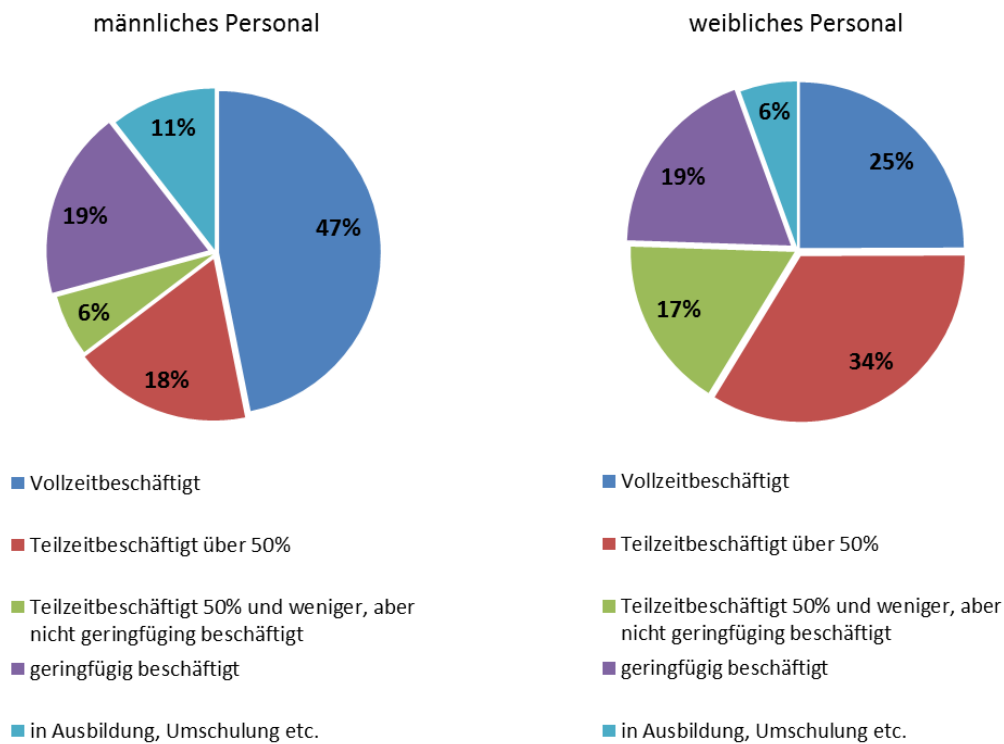 männliches Personal
11%
47%
19%
6%
18%
Vollzeitbeschäftigt
Teilzeitbeschäftigt über 50%
Teilzeitbeschäftigt 50% und weniger, aber
nicht geringfüging beschäftigt
geringfügig beschäftigt
in Ausbildung, Umschulung etc.
weibliches Personal
6%
25%
19%
17%
34%
Vollzeitbeschäftigt
Teilzeitbeschäftigt über 50%
Teilzeitbeschäftigt 50% und weniger, aber
nicht geringfüging beschäftigt
geringfügig beschäftigt
in Ausbildung, Umschulung etc.